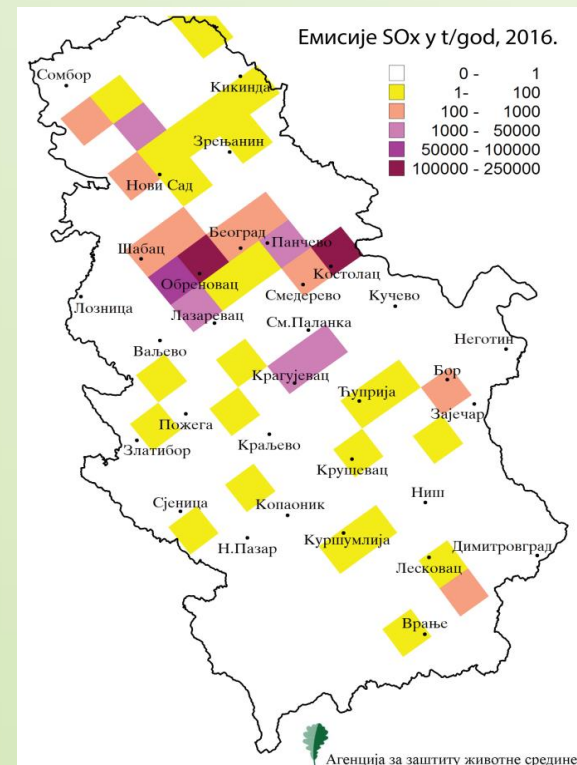 Емисије SOx у t/god, 2016.
0 - 1
1- 100
100 - 1000
1000 - 50000
50000 - 100000
100000 - 250000
Сомбор
Кикинда
Зрењанин
Нови Сад
Београд
Панчево
Шабац
Обреновац
Костолац
Смедерево
Кучево
Лозница
Лазаревац
См.Паланка
Неготин
Ваљево
Крагујевац
Бор
Ћуприја
Зајечар
Пожега
Златибор
Краљево
Крушевац
Сјеница
Копаоник
Ниш
Н.Пазар
Куршумлија
Димитровград
Лесковац
Врање
Агенција за заштиту животне средине